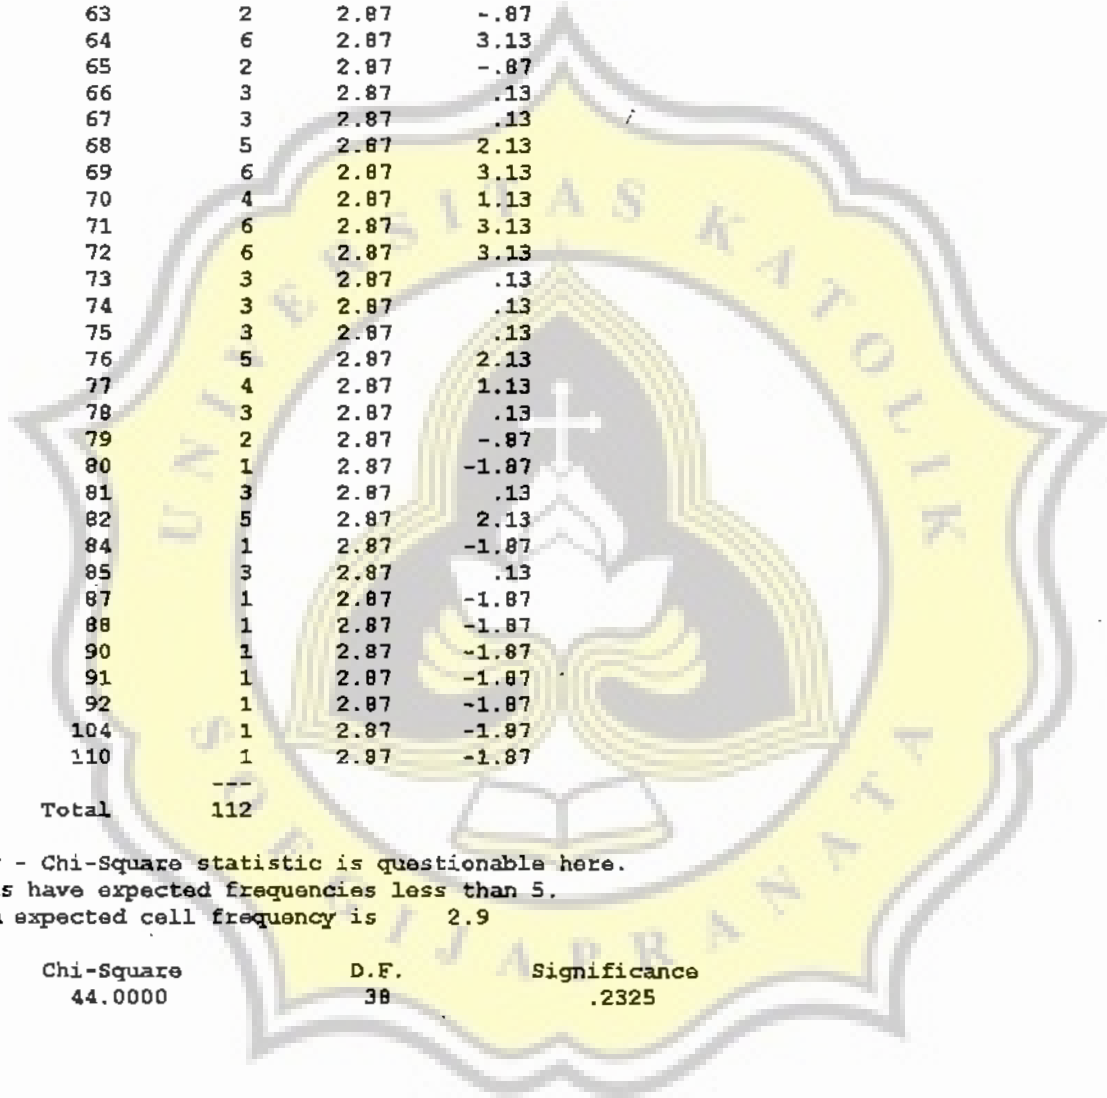 63 2 2.87 -.87
64 6 2.87 3.13
65 2 2.87 -.87
66 3 2.87 .13
67 3 2.87 .13
68 5 2.87 2.13
69 6 2.87 3.13
70 4 2.87 1.13
71 6 2.87 3.13
72 6 2.87 3.13
73 3 2.87 .13
74 3 2.87 .13
75 3 2.87 .13
76 5 2.87 2.13
77 4 2.87 1.13
78 3 2.87 .13
79 2 2.87 -.87
80 1 2.87 -1.87
81 3 2.87 .13
82 5 2.87 2.13
84 1 2.87 -1.87
85 3 2.87 .13
87 1 2.87 -1.87
88 1 2.87 -1.87
90 1 2.87 -1.87
91 1 2.87 -1.87
92 1 2.87 -1.87
104 1 2.87 -1.87
110 1 2.87 -1.87
---
Total 112
- Chi-Square statistic is questionable here.
s have expected frequencies less than 5.
expected cell frequency is 2.9
Chi-Square D.F. Significance
44.0000 38 .2325
UNIVERSITAS KATOLIK
SOEGIJAPRANATA